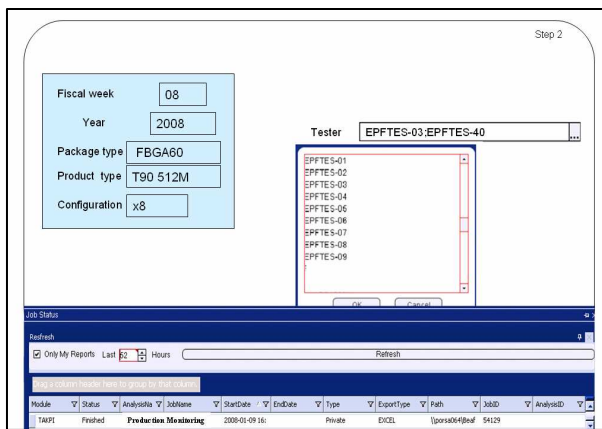 Step 2
Fiscal week 08
Year 2008
Package type FBGA60
Product type T90 512M
Configuration x8
Tester EPFTES-03;EPFTES-40 ...
EPFTES-01
EPFTES-02
EPFTES-03
EPFTES-04
EPFTES-05
EPFTES-06
EPFTES-07
EPFTES-08
EPFTES-09
OK Cancel
Job Status
Resfresh
Only My Reports Last 52 Hours Refresh
Drag a column header here to group by that column
Module Status AnalysisNa JobName StartDate EndDate Type ExportType Path JobID AnalysisID
TAKPI Finished Production Monitoring 2008-01-09 16: Private EXCEL \\porsa064\Beaf 54129